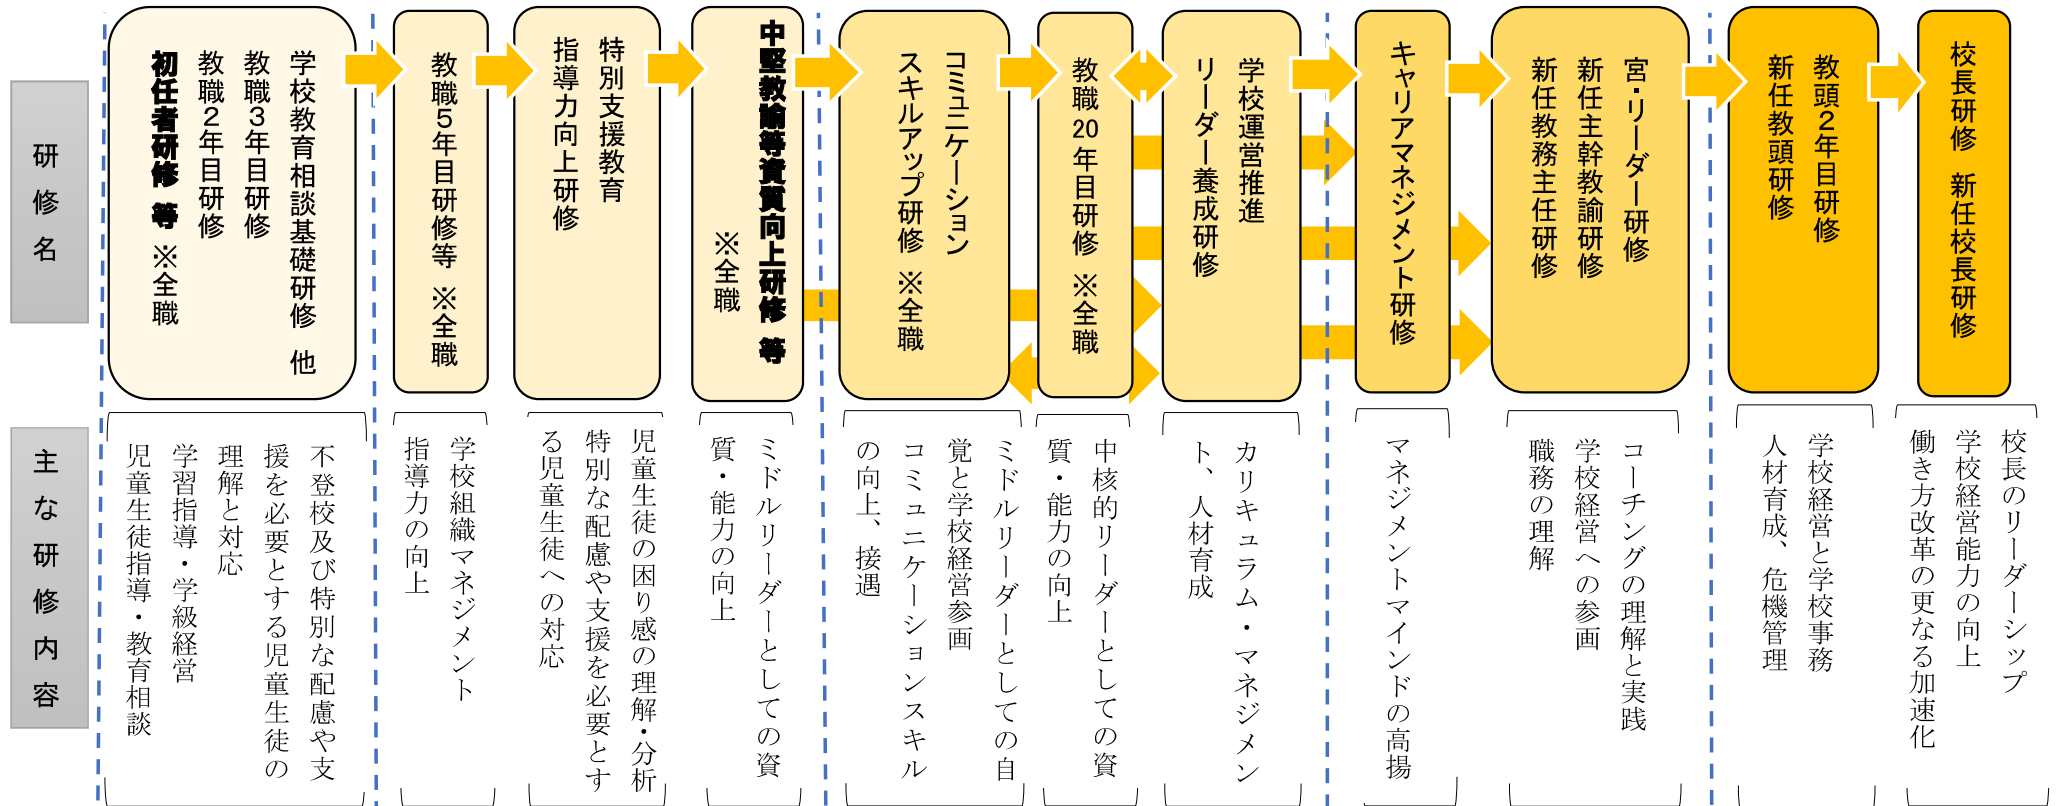 研修名
学校教育相談基礎研修 他
教職3年目研修
教職2年目研修
初任者研修 等 ※全職
教職5年目研修等 ※全職
特別支援教育
指導力向上研修
中堅教諭等資質向上研修 等
※全職
コミュニケーション
スキルアップ研修 ※全職
教職20年目研修 ※全職
学校運営推進
リーダー養成研修
キャリアマネジメント研修
宮・リーダー研修
新任主幹教諭研修
新任教務主任研修
教頭2年目研修
新任教頭研修
校長研修 新任校長研修
主な研修内容
不登校及び特別な配慮や支
援を必要とする児童生徒の
理解と対応
学習指導・学級経営
児童生徒指導・教育相談
学校組織マネジメント
指導力の向上
児童生徒の困り感の理解・分析
特別な配慮や支援を必要とす
る児童生徒への対応
ミドルリーダーとしての資
質・能力の向上
ミドルリーダーとしての自
覚と学校経営参画
コミュニケーションスキル
の向上、接遇
中核的リーダーとしての資
質・能力の向上
カリキュラム・マネジメン
ト、人材育成
マネジメントマインドの高揚
コーチングの理解と実践
学校経営への参画
職務の理解
学校経営と学校事務
人材育成、危機管理
校長のリーダーシップ
学校経営能力の向上
働き方改革の更なる加速化